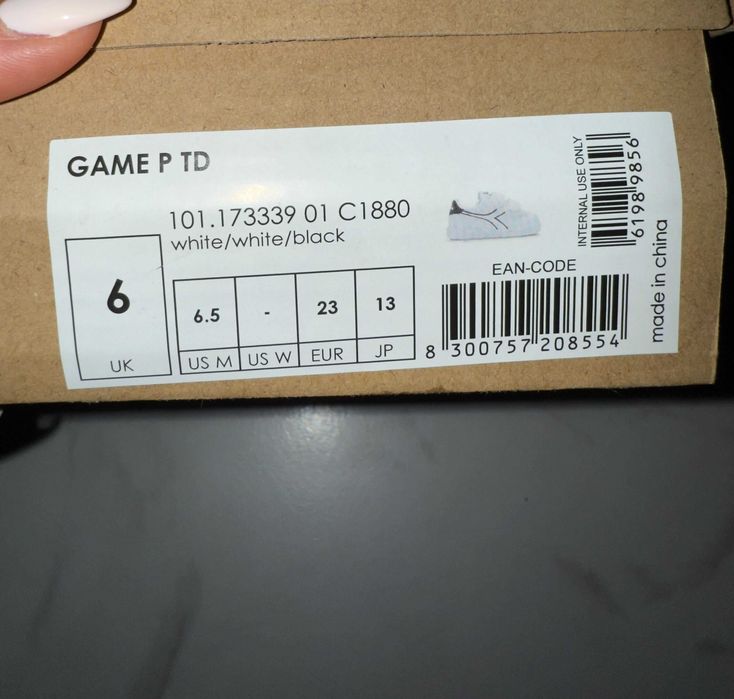 GAME P TD
101.173339 01 C1880
white/white/black
6
UK
6.5 - 23 13
US M US W EUR JP
EAN-CODE
8 300757 208554
INTERNAL USE ONLY
6198 9856
made in china